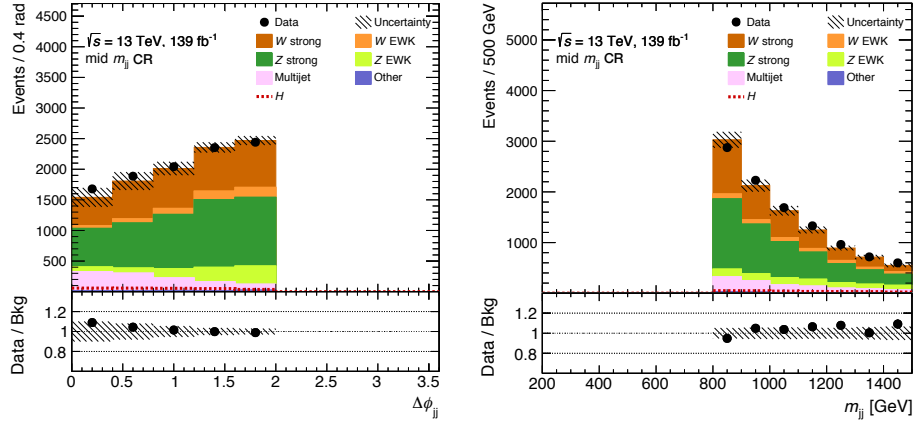 Events / 0.4 rad
4500
4000
3500
3000
2500
2000
1500
1000
500
√s = 13 TeV, 139 fb⁻¹
mid m_jj CR
Data
Uncertainty
W strong
W EWK
Z strong
Z EWK
Multijet
Other
H
Data / Bkg
1.2
1
0.8
0 0.5 1 1.5 2 2.5 3 3.5
Δϕ_jj
Events / 500 GeV
5000
4000
3000
2000
1000
√s = 13 TeV, 139 fb⁻¹
mid m_jj CR
Data
Uncertainty
W strong
W EWK
Z strong
Z EWK
Multijet
Other
H
Data / Bkg
1.2
1
0.8
200 400 600 800 1000 1200 1400
m_jj [GeV]